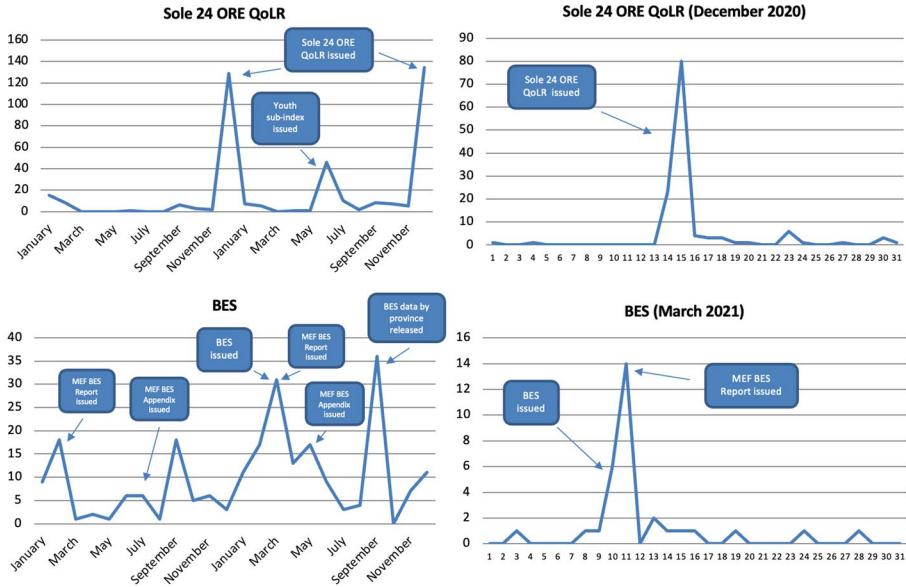 Sole 24 ORE QoLR
160
140
120
100
80
60
40
20
0
Sole 24 ORE
QoLR issued
Youth
sub-index
issued
January
March
May
July
September
November
January
March
May
July
September
November
Sole 24 ORE QoLR (December 2020)
90
80
70
60
50
40
30
20
10
0
Sole 24 ORE
QoLR issued
1 2 3 4 5 6 7 8 9 10 11 12 13 14 15 16 17 18 19 20 21 22 23 24 25 26 27 28 29 30 31
BES
40
35
30
25
20
15
10
5
0
MEF BES
Report
issued
MEF BES
Appendix
issued
BES
issued
MEF BES
Report
issued
MEF BES
Appendix
issued
BES data by
province
released
January
March
May
July
September
November
January
March
May
July
September
November
BES (March 2021)
16
14
12
10
8
6
4
2
0
BES
issued
MEF BES
Report issued
1 2 3 4 5 6 7 8 9 10 11 12 13 14 15 16 17 18 19 20 21 22 23 24 25 26 27 28 29 30 31